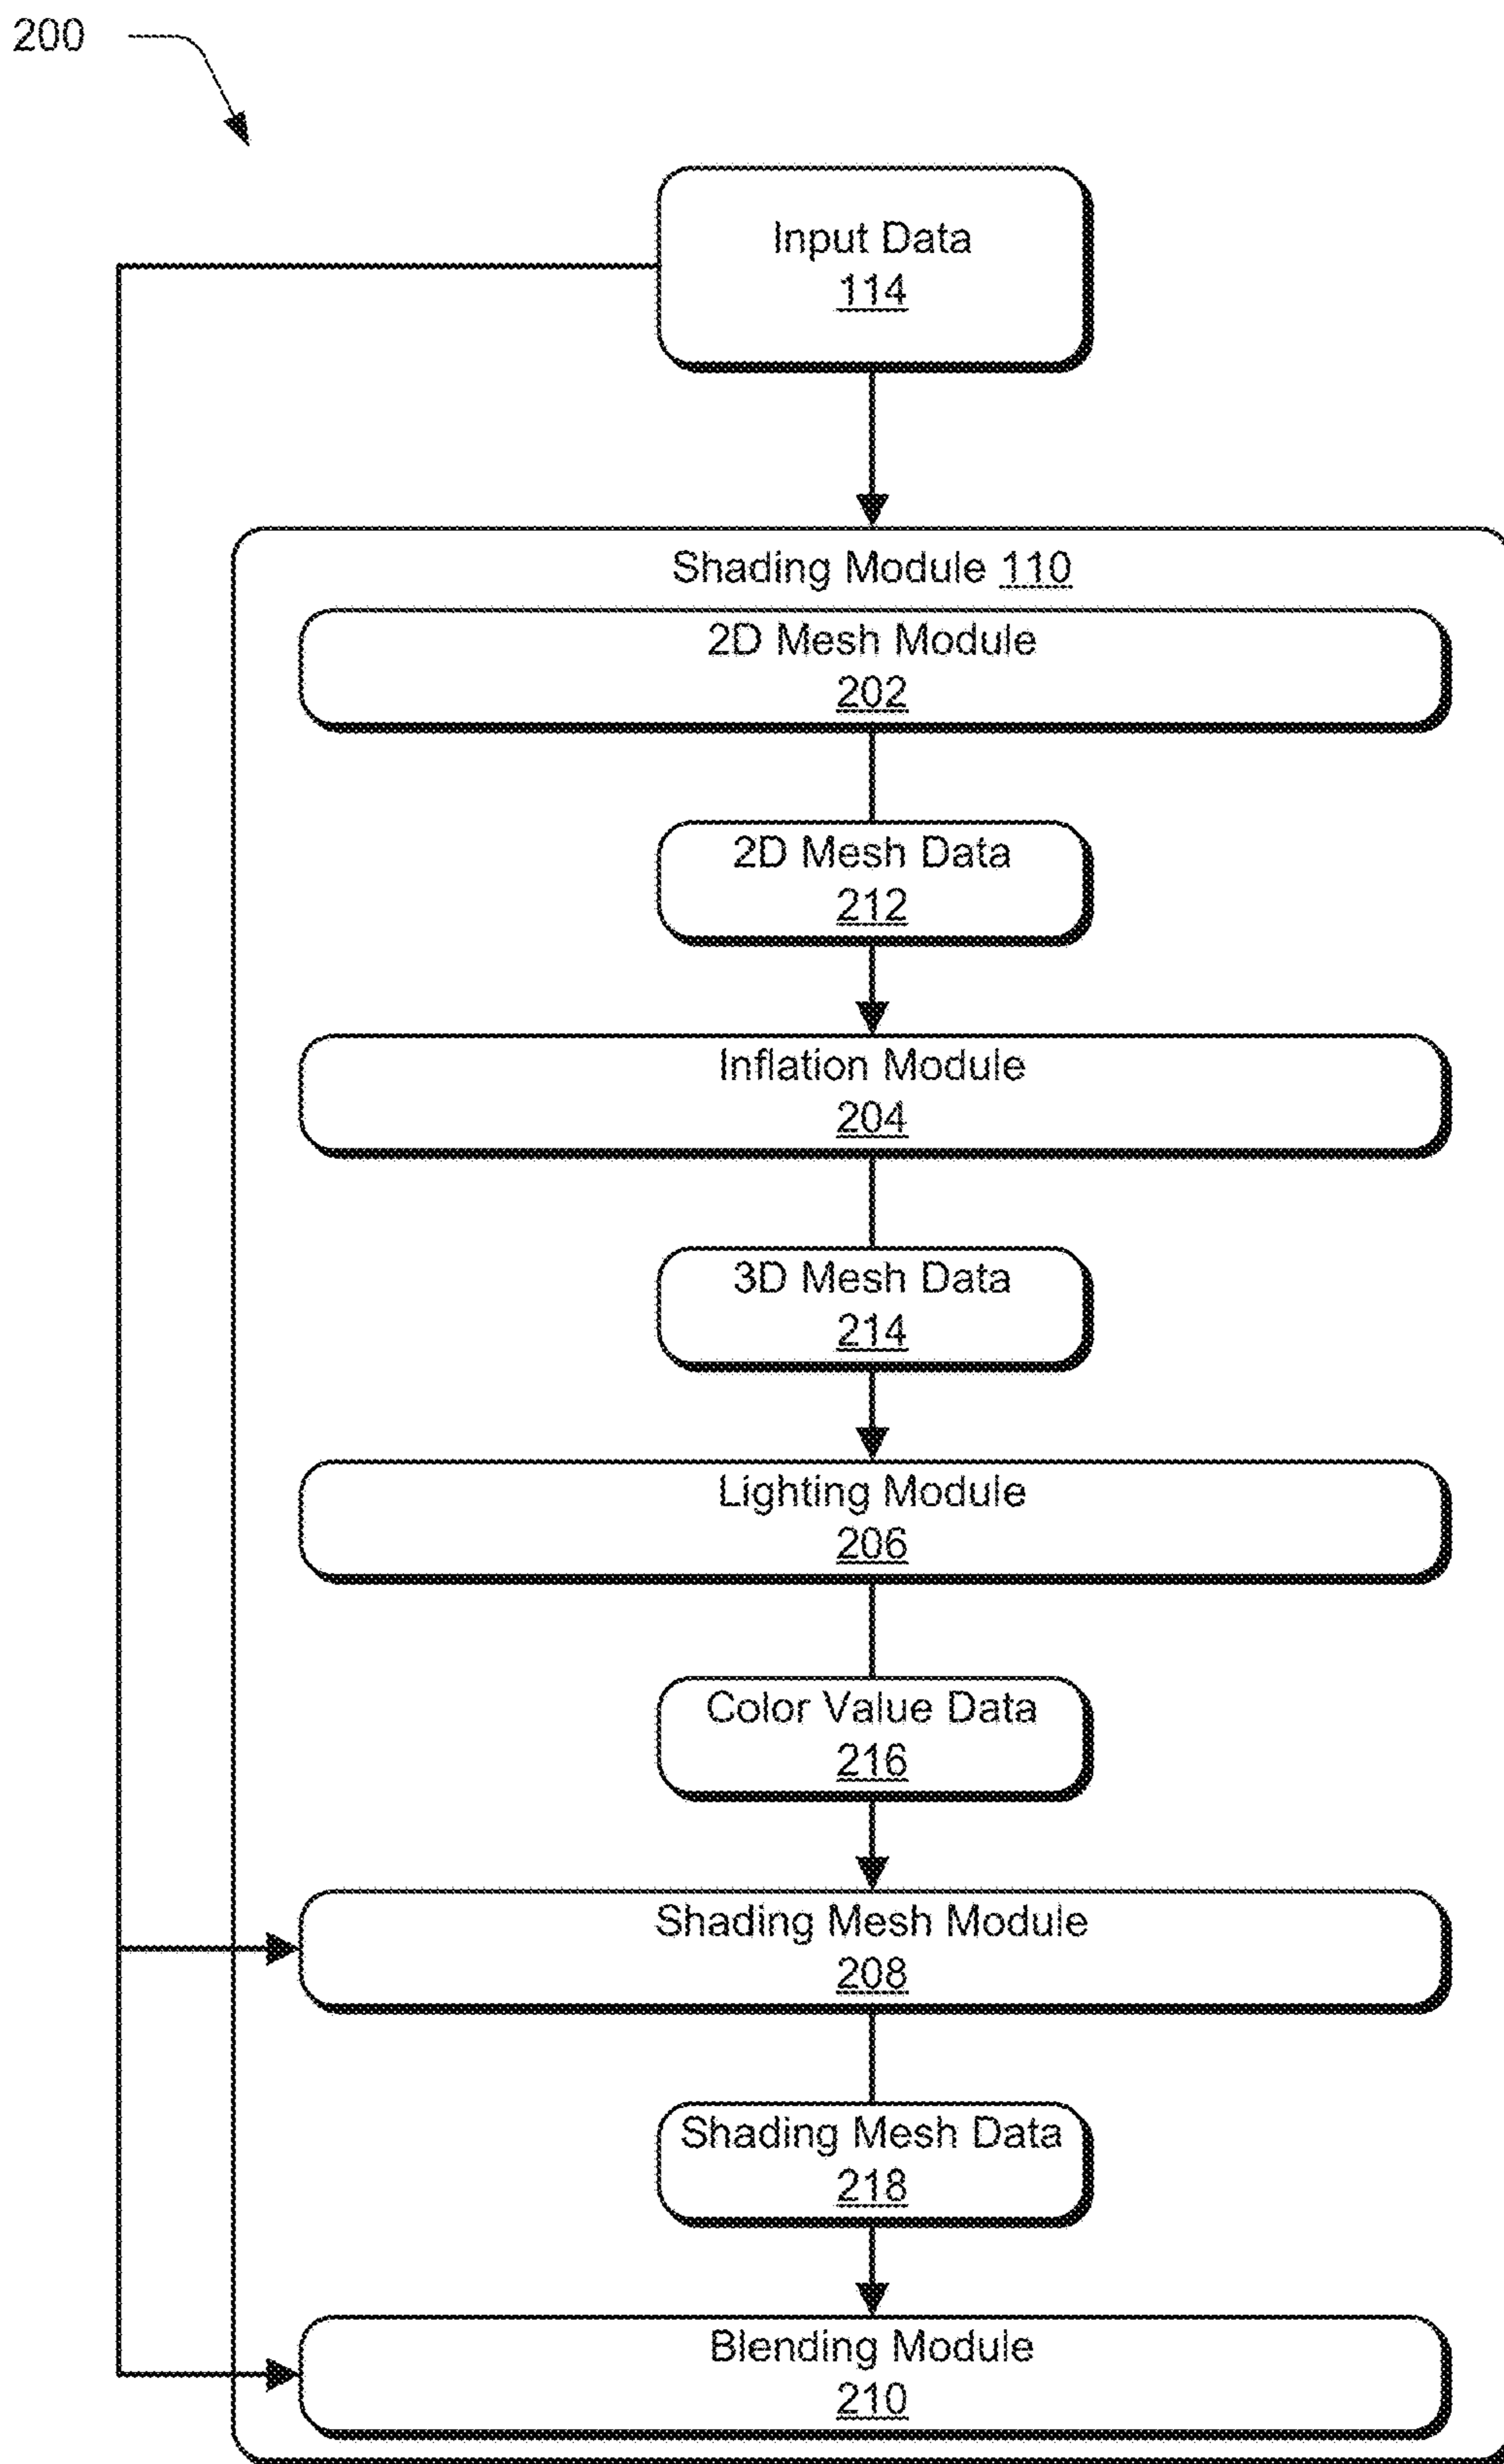 200
Input Data
114
Shading Module 110
2D Mesh Module
202
2D Mesh Data
212
Inflation Module
204
3D Mesh Data
214
Lighting Module
206
Color Value Data
216
Shading Mesh Module
208
Shading Mesh Data
218
Blending Module
210